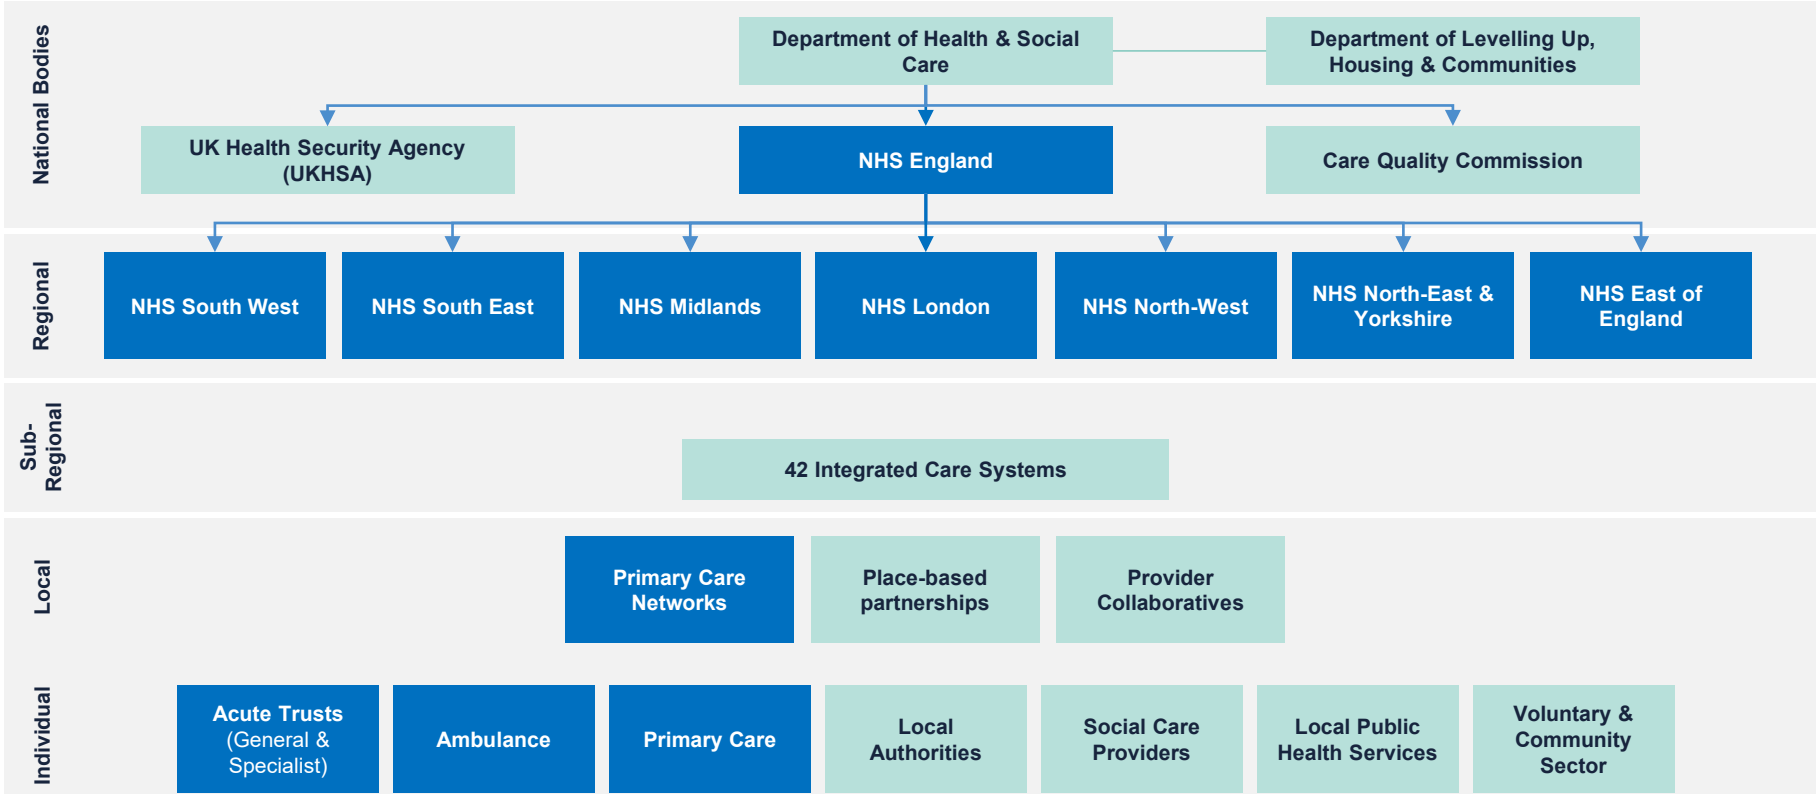 National Bodies
Department of Health & Social
Care
Department of Levelling Up,
Housing & Communities
UK Health Security Agency
(UKHSA)
NHS England
Care Quality Commission
Regional
NHS South West
NHS South East
NHS Midlands
NHS London
NHS North-West
NHS North-East &
Yorkshire
NHS East of
England
Sub-
Regional
42 Integrated Care Systems
Local
Primary Care
Networks
Place-based
partnerships
Provider
Collaboratives
Individual
Acute Trusts
(General &
Specialist)
Ambulance
Primary Care
Local
Authorities
Social Care
Providers
Local Public
Health Services
Voluntary &
Community
Sector